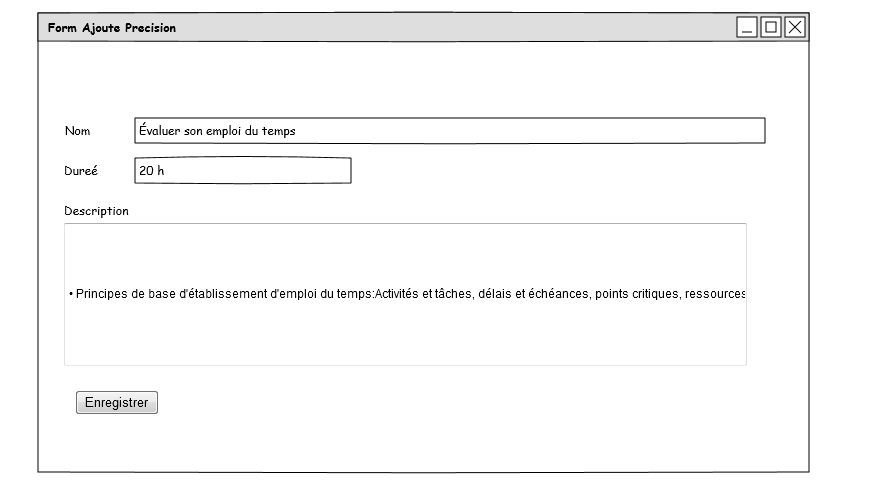 Form Ajoute Precision
Nom
Évaluer son emploi du temps
Dureé
20 h
Description
• Principes de base d'établissement d'emploi du temps:Activités et tâches, délais et échéances, points critiques, ressources
Enregistrer